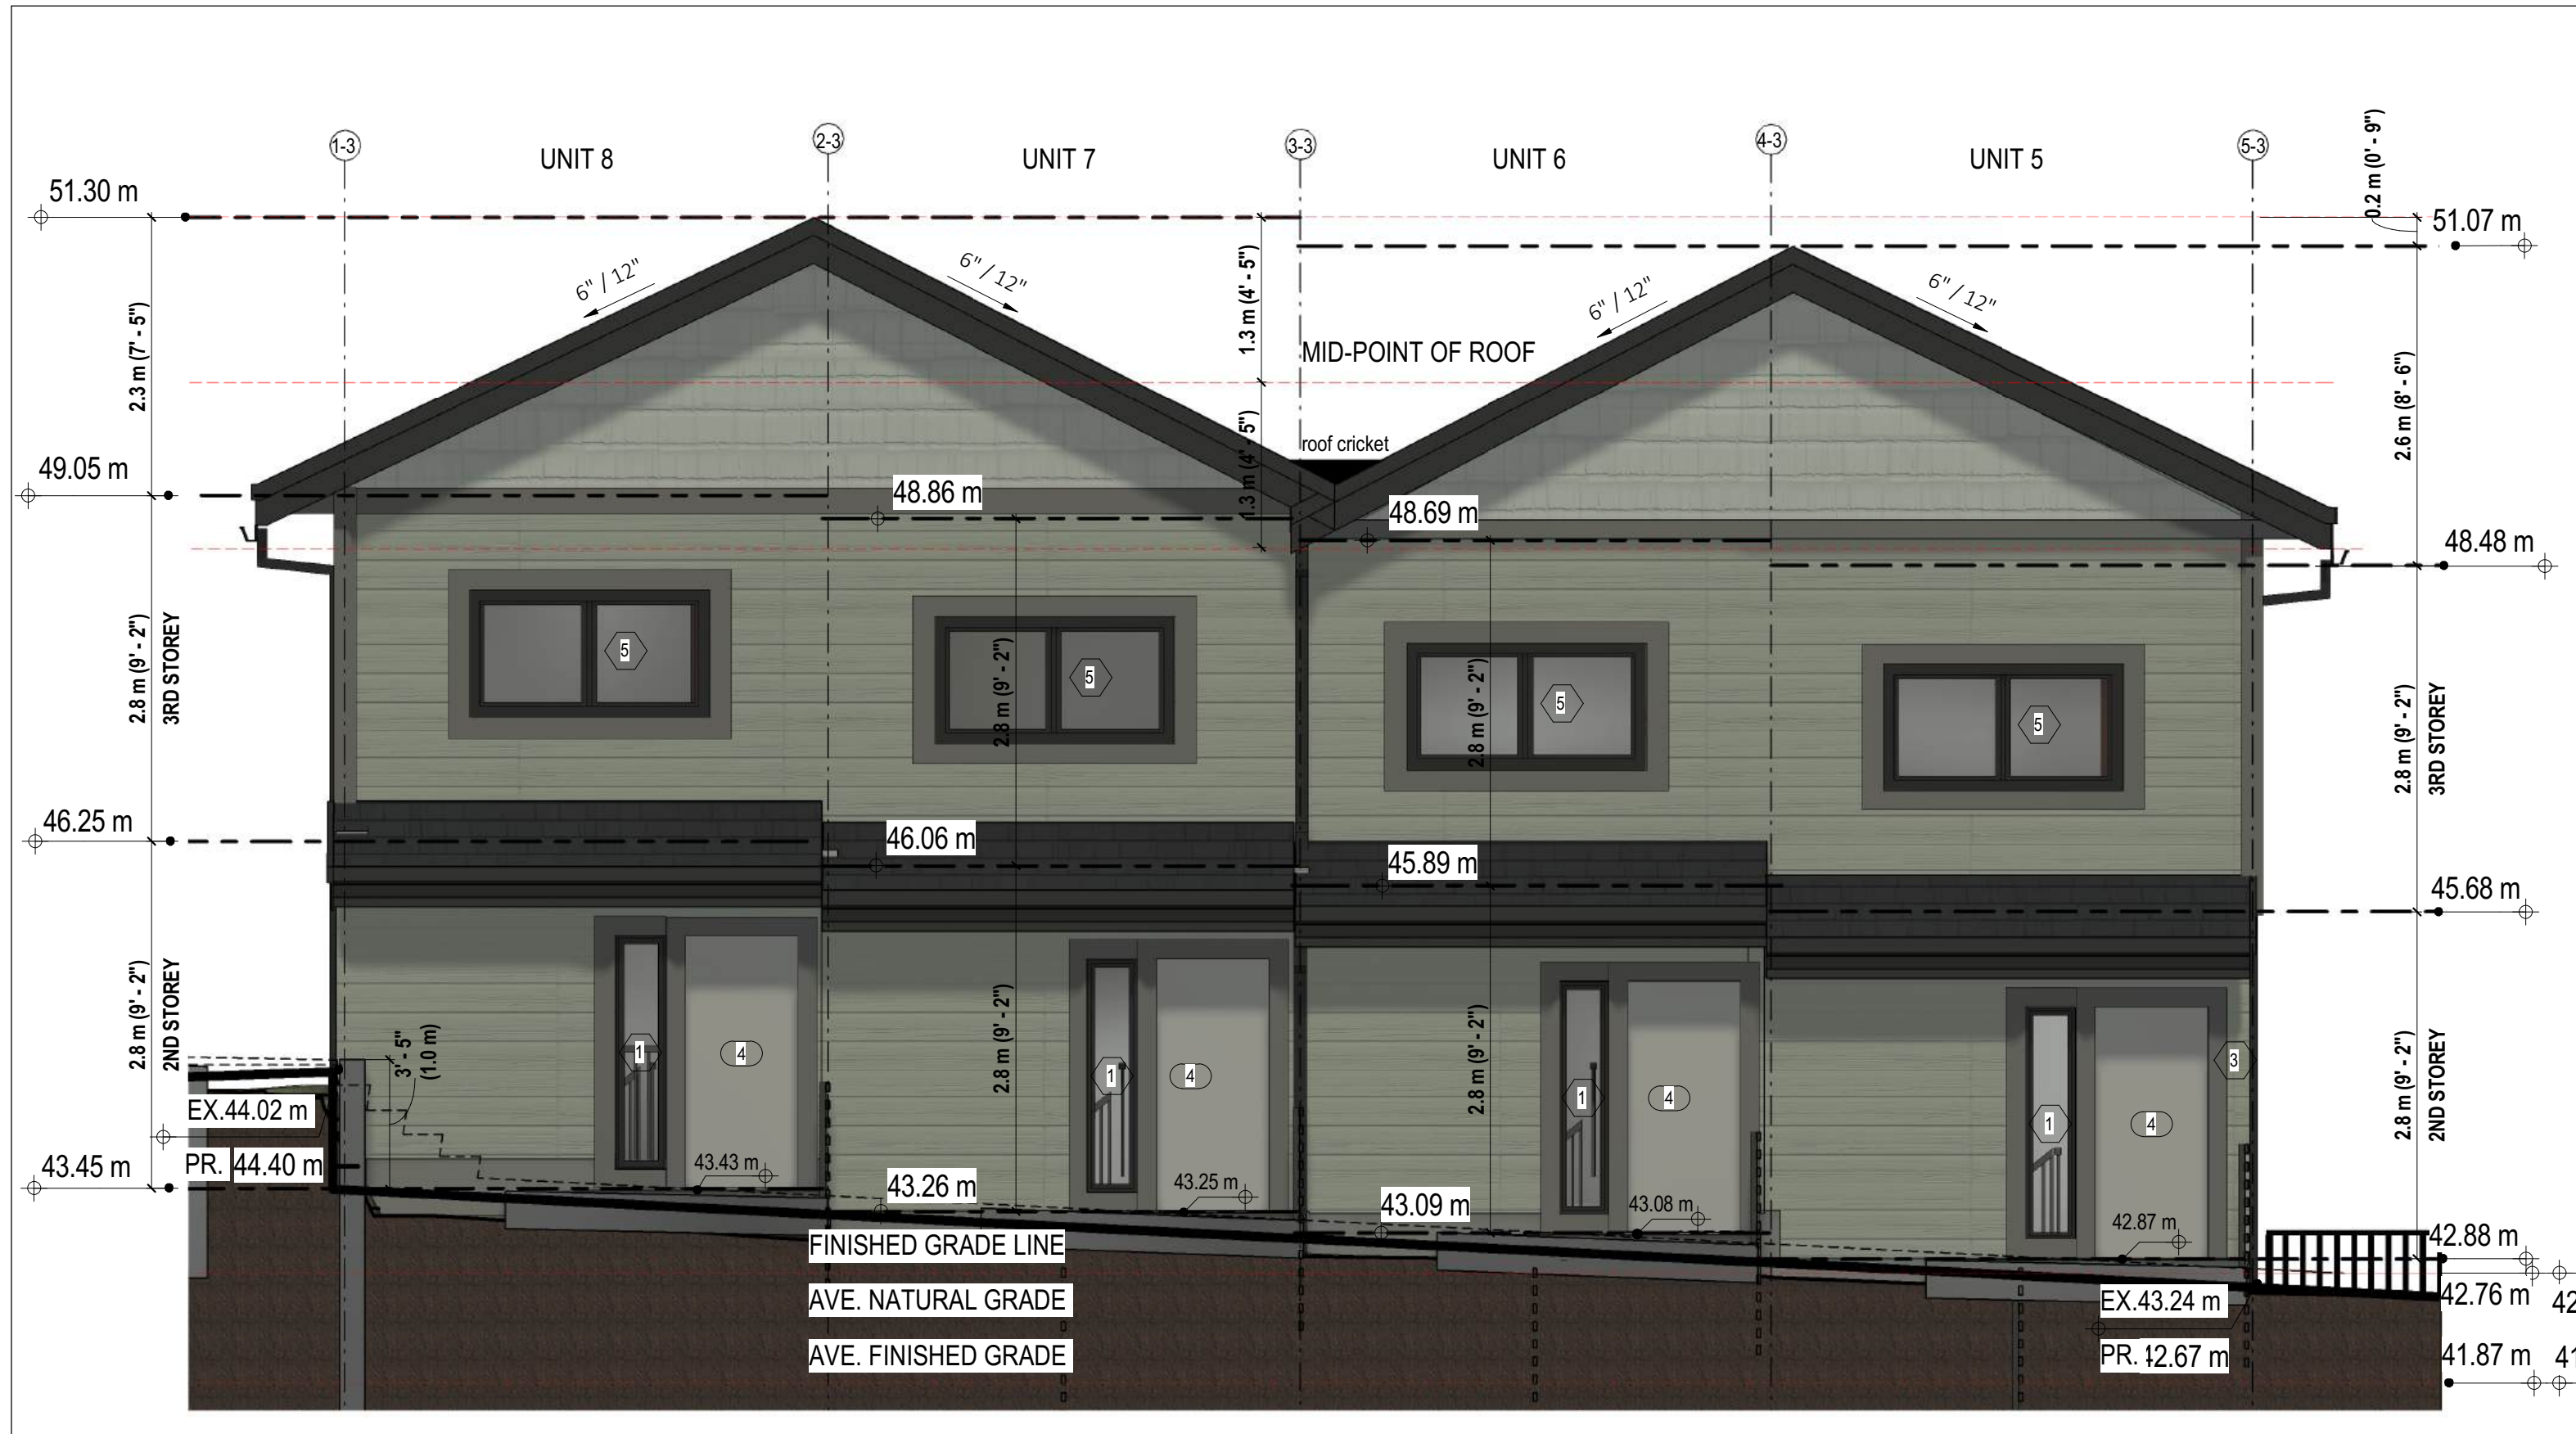 1-3
2-3
3-3
4-3
5-3
UNIT 8
UNIT 7
UNIT 6
UNIT 5
0.2 m (0' - 9")
51.30 m
51.07 m
6" / 12"
6" / 12"
6" / 12"
6" / 12"
2.3 m (7' - 5")
1.3 m (4' - 5")
MID-POINT OF ROOF
2.6 m (8' - 6")
roof cricket
1.3 m (4' - 5")
49.05 m
48.86 m
48.69 m
48.48 m
2.8 m (9' - 2")
3RD STOREY
5
5
5
5
2.8 m (9' - 2")
2.8 m (9' - 2")
2.8 m (9' - 2")
3RD STOREY
46.25 m
46.06 m
45.89 m
45.68 m
2.8 m (9' - 2")
2ND STOREY
3' - 5"
(1.0 m)
1
4
2.8 m (9' - 2")
1
4
2.8 m (9' - 2")
1
4
1
4
3
2.8 m (9' - 2")
2ND STOREY
EX.44.02 m
PR. 44.40 m
43.45 m
43.43 m
43.26 m
43.25 m
43.09 m
43.08 m
42.87 m
42.88 m
FINISHED GRADE LINE
AVE. NATURAL GRADE
AVE. FINISHED GRADE
EX.43.24 m
PR. 42.67 m
42.76 m
42
41.87 m
41